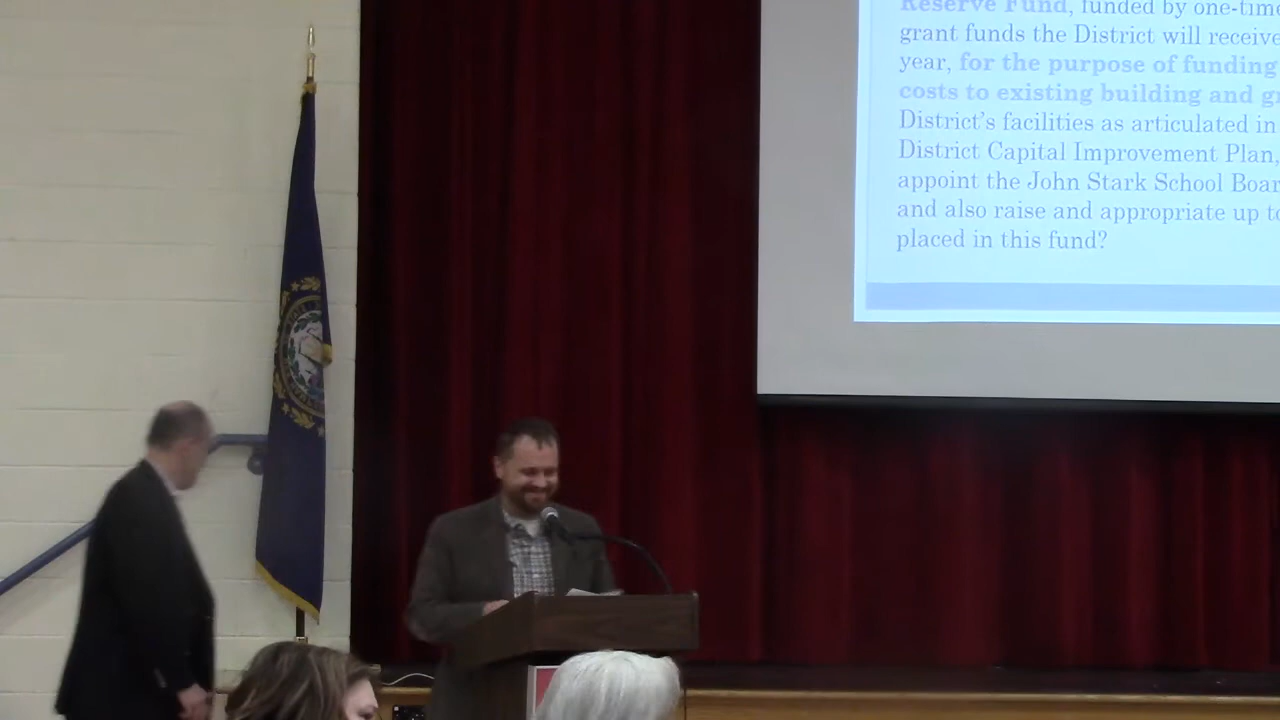 Reserve Fund, funded by one-time
grant funds the District will receive
year, for the purpose of funding
costs to existing building and gr
District's facilities as articulated in
District Capital Improvement Plan,
appoint the John Stark School Boar
and also raise and appropriate up to
placed in this fund?